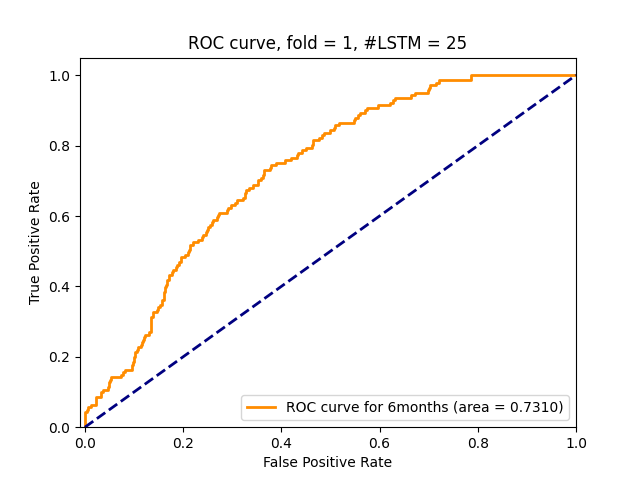 ROC curve, fold = 1, #LSTM = 25
True Positive Rate
1.0
0.8
0.6
0.4
0.2
0.0
ROC curve for 6months (area = 0.7310)
0.0 0.2 0.4 0.6 0.8 1.0
False Positive Rate